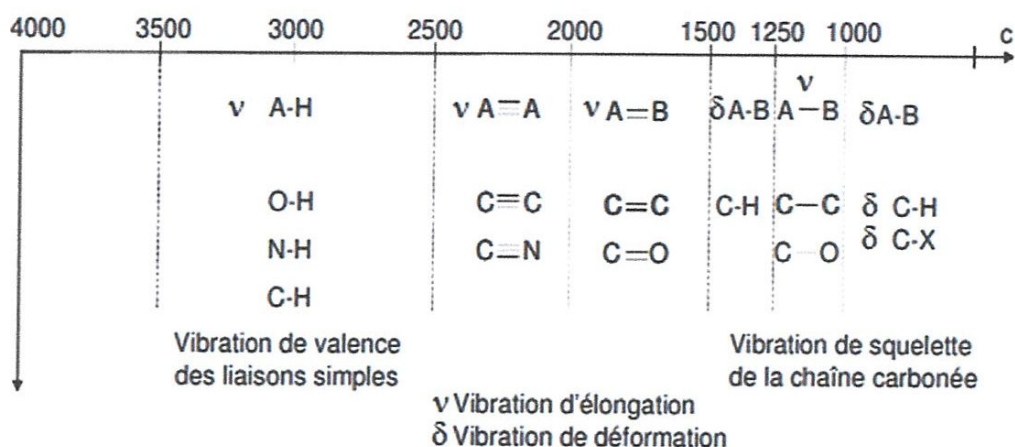 4000 3500 3000 2500 2000 1500 1250 1000 c
ν
ν A-H ν A≡A ν A=B δA-B A−B δA-B
O-H C≡C C=C C-H C−C δ C-H
N-H C≡N C=O C O δ C-X
C-H
Vibration de valence
des liaisons simples
Vibration de squelette
de la chaîne carbonée
ν Vibration d'élongation
δ Vibration de déformation